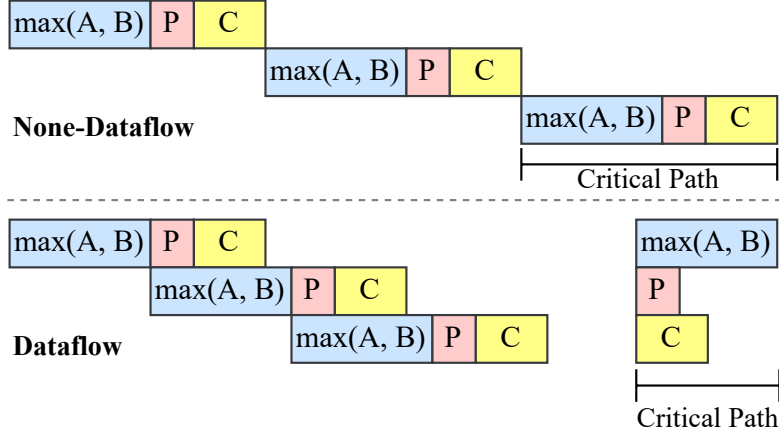 max(A, B) P C
max(A, B) P C
max(A, B) P C
None-Dataflow
Critical Path
max(A, B) P C
max(A, B) P C
max(A, B) P C
Dataflow
max(A, B)
P
C
Critical Path